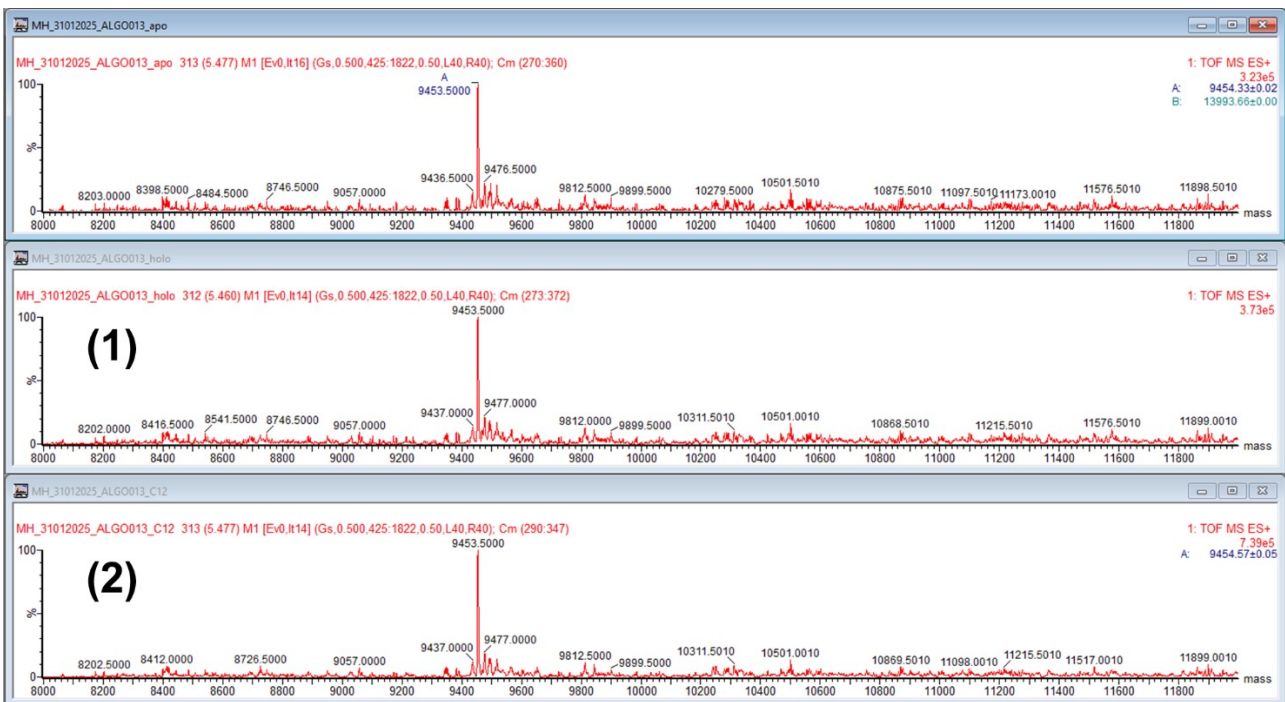 MH_31012025_ALGO013_apo
MH_31012025_ALGO013_apo 313 (5.477) M1 [Ev0,It16] (Gs,0.500,425:1822,0.50,L40,R40); Cm (270:360)
1: TOF MS ES+
3.23e5
A: 9454.33±0.02
B: 13993.66±0.00
100
%
0
A
9453.5000
8203.0000 8398.5000 8484.5000 8746.5000 9057.0000 9436.5000 9476.5000 9812.5000 9899.5000 10279.5000 10501.5010 10875.5010 11097.5010 11173.0010 11576.5010 11898.5010
8000 8200 8400 8600 8800 9000 9200 9400 9600 9800 10000 10200 10400 10600 10800 11000 11200 11400 11600 11800 mass
MH_31012025_ALGO013_holo
MH_31012025_ALGO013_holo 312 (5.460) M1 [Ev0,It14] (Gs,0.500,425:1822,0.50,L40,R40); Cm (273:372)
1: TOF MS ES+
3.73e5
100
%
0
(1)
9453.5000
8202.0000 8416.5000 8541.5000 8746.5000 9057.0000 9437.0000 9477.0000 9812.0000 9899.5000 10311.5010 10501.0010 10868.5010 11215.5010 11576.5010 11899.0010
8000 8200 8400 8600 8800 9000 9200 9400 9600 9800 10000 10200 10400 10600 10800 11000 11200 11400 11600 11800 mass
MH_31012025_ALGO013_C12
MH_31012025_ALGO013_C12 313 (5.477) M1 [Ev0,It14] (Gs,0.500,425:1822,0.50,L40,R40); Cm (290:347)
1: TOF MS ES+
7.39e5
A: 9454.57±0.05
100
%
0
(2)
9453.5000
8202.5000 8412.0000 8726.5000 9057.0000 9437.0000 9477.0000 9812.5000 9899.5000 10311.5010 10501.0010 10869.5010 11098.0010 11215.5010 11517.0010 11899.0010
8000 8200 8400 8600 8800 9000 9200 9400 9600 9800 10000 10200 10400 10600 10800 11000 11200 11400 11600 11800 mass